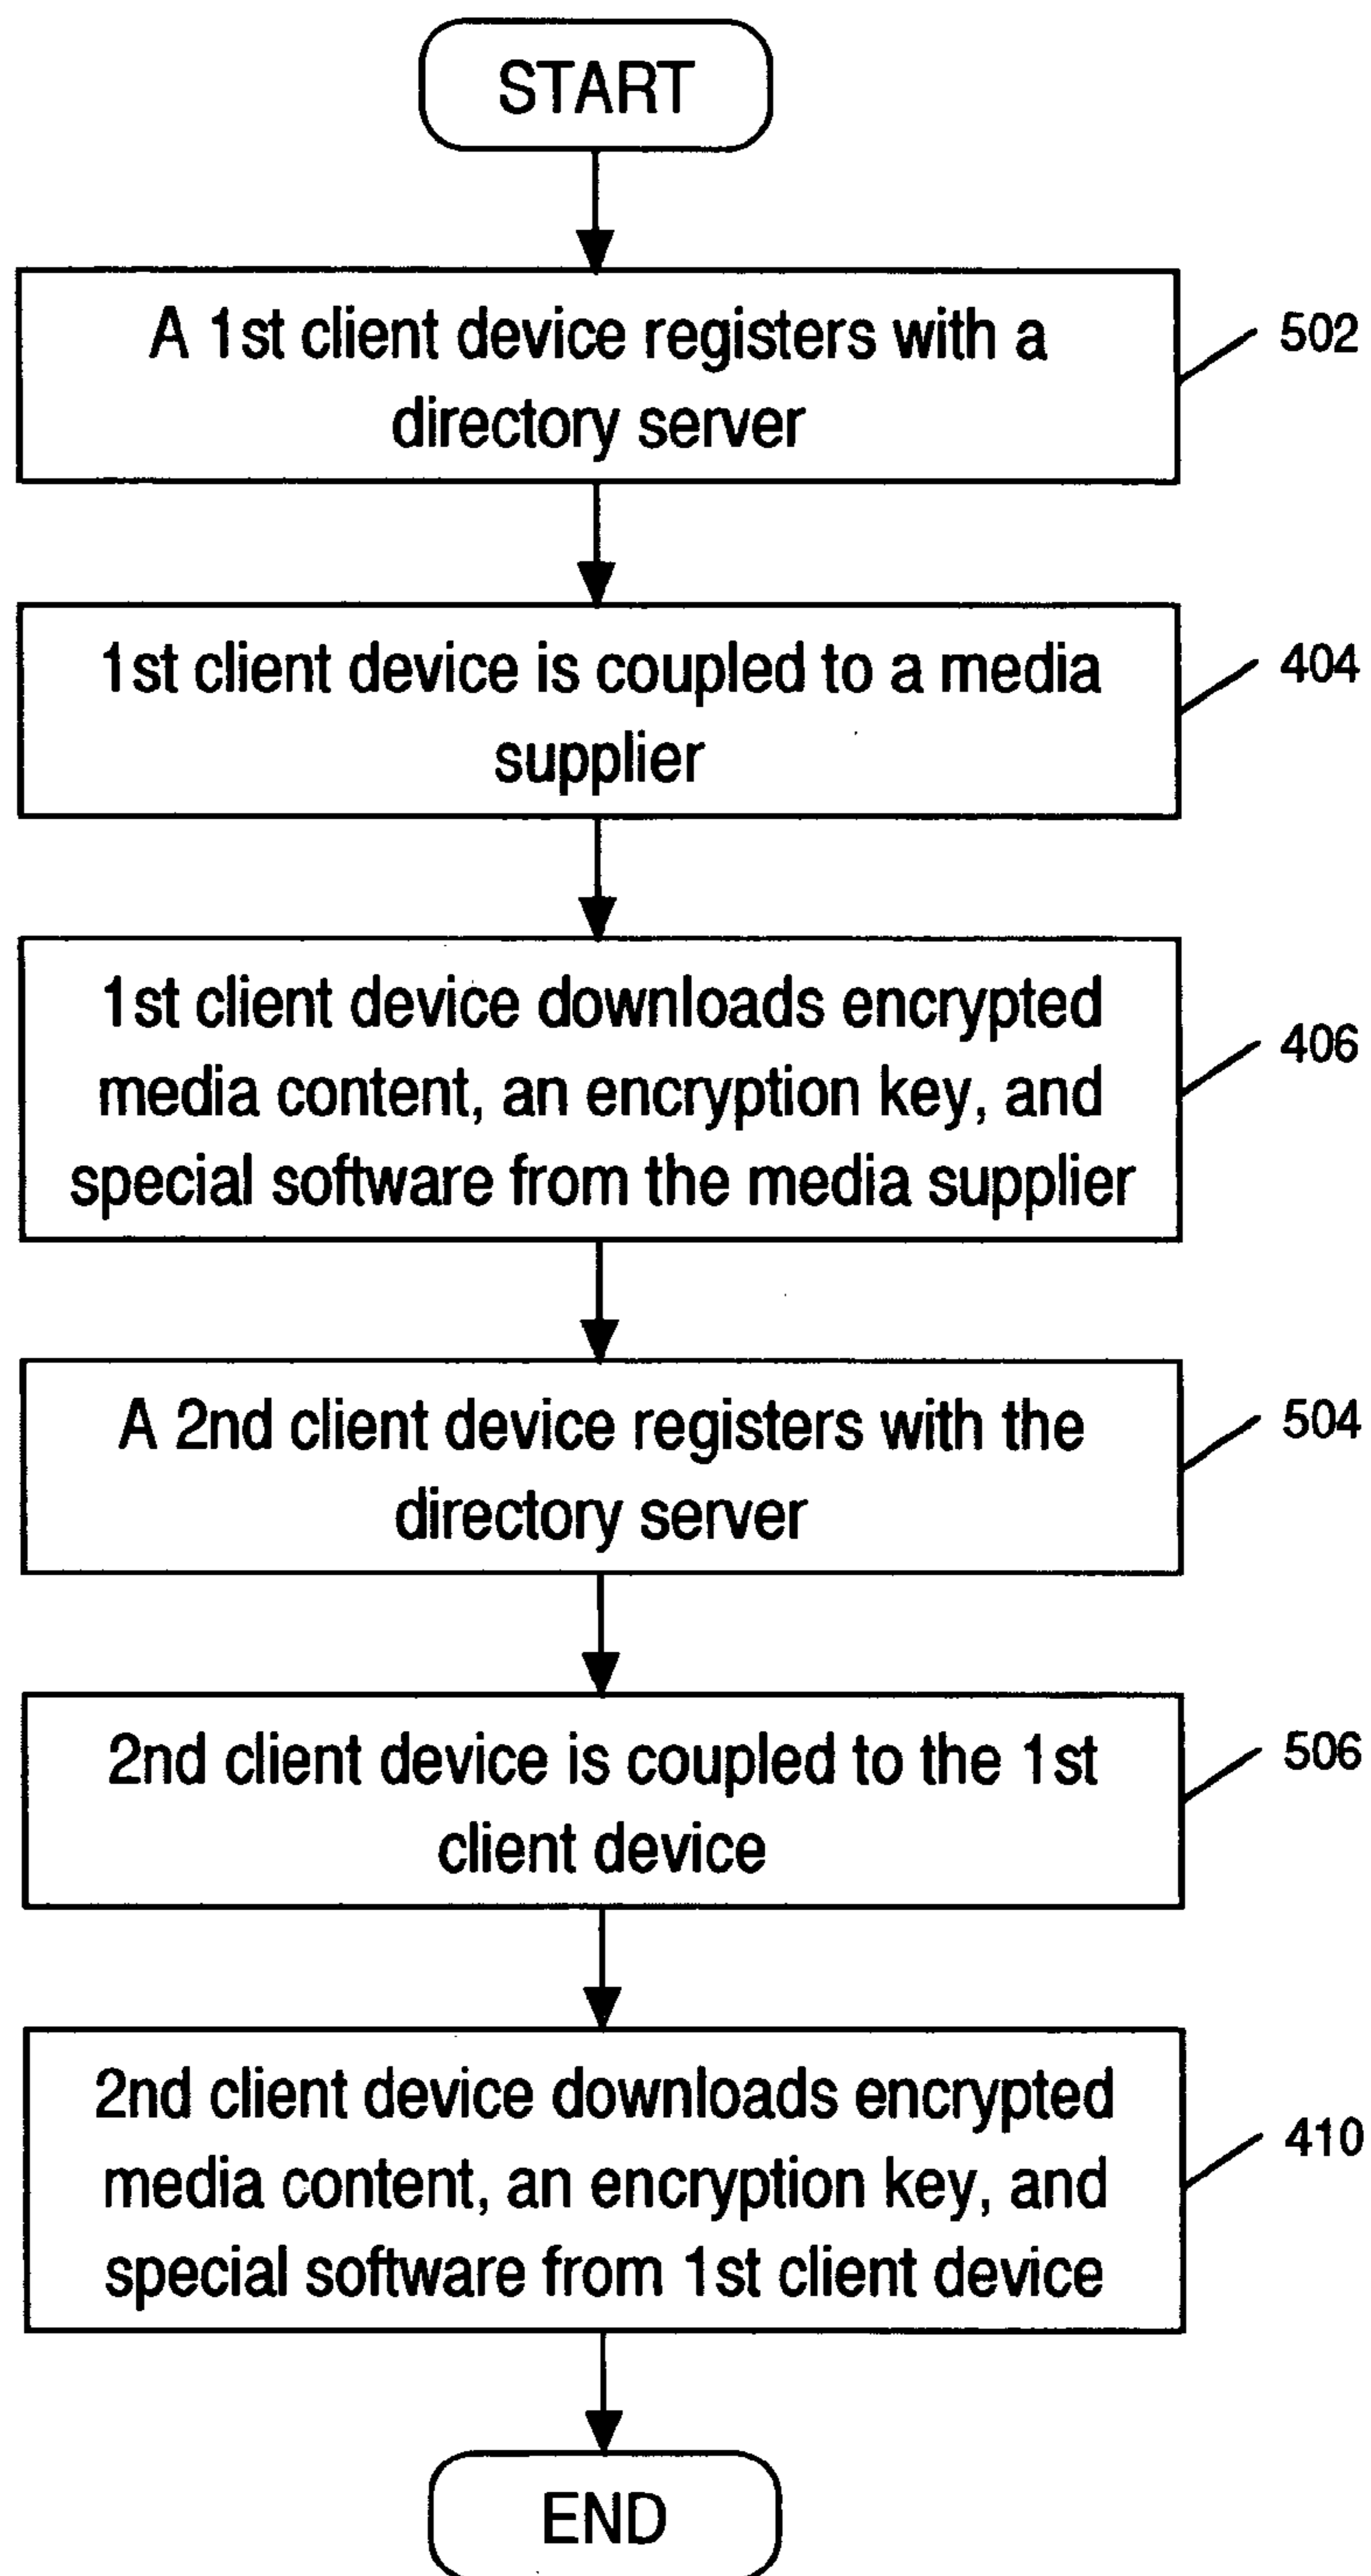 START
A 1st client device registers with a
directory server
502
1st client device is coupled to a media
supplier
404
1st client device downloads encrypted
media content, an encryption key, and
special software from the media supplier
406
A 2nd client device registers with the
directory server
504
2nd client device is coupled to the 1st
client device
506
2nd client device downloads encrypted
media content, an encryption key, and
special software from 1st client device
410
END